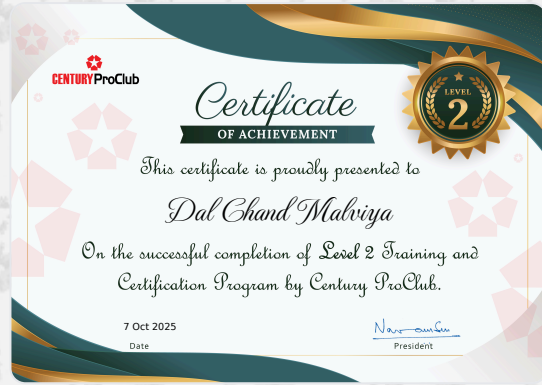 CENTURY ProClub
LEVEL
2
Certificate
OF ACHIEVEMENT
This certificate is proudly presented to
Dal Chand Malviya
On the successful completion of Level 2 Training and
Certification Program by Century ProClub.
7 Oct 2025
Date
President